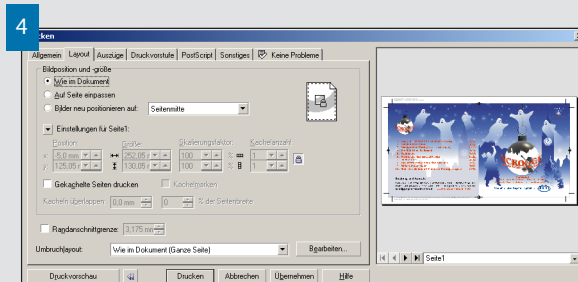 4
cken
Allgemein Layout Auszüge Druckvorstufe PostScript Sonstiges Keine Probleme
Bildposition und -größe
Wie im Dokument
Auf Seite einpassen
Bilder neu positionieren auf: Seitenmitte
Einstellungen für Seite1:
Position: Größe: Skalierungsfaktor: Kachelanzahl:
x: -5,0 mm 252,05 100 % 1
y: 125,05 130,05 100 % 1
Gekachelte Seiten drucken Kachelmarken
Kacheln überlappen: 0,0 mm 0 % der Seitenbreite
Randanschnittgrenze: 3,175 mm
Umbruchlayout: Wie im Dokument (Ganze Seite) Bearbeiten...
Seite1
Druckvorschau Drucken Abbrechen Übernehmen Hilfe